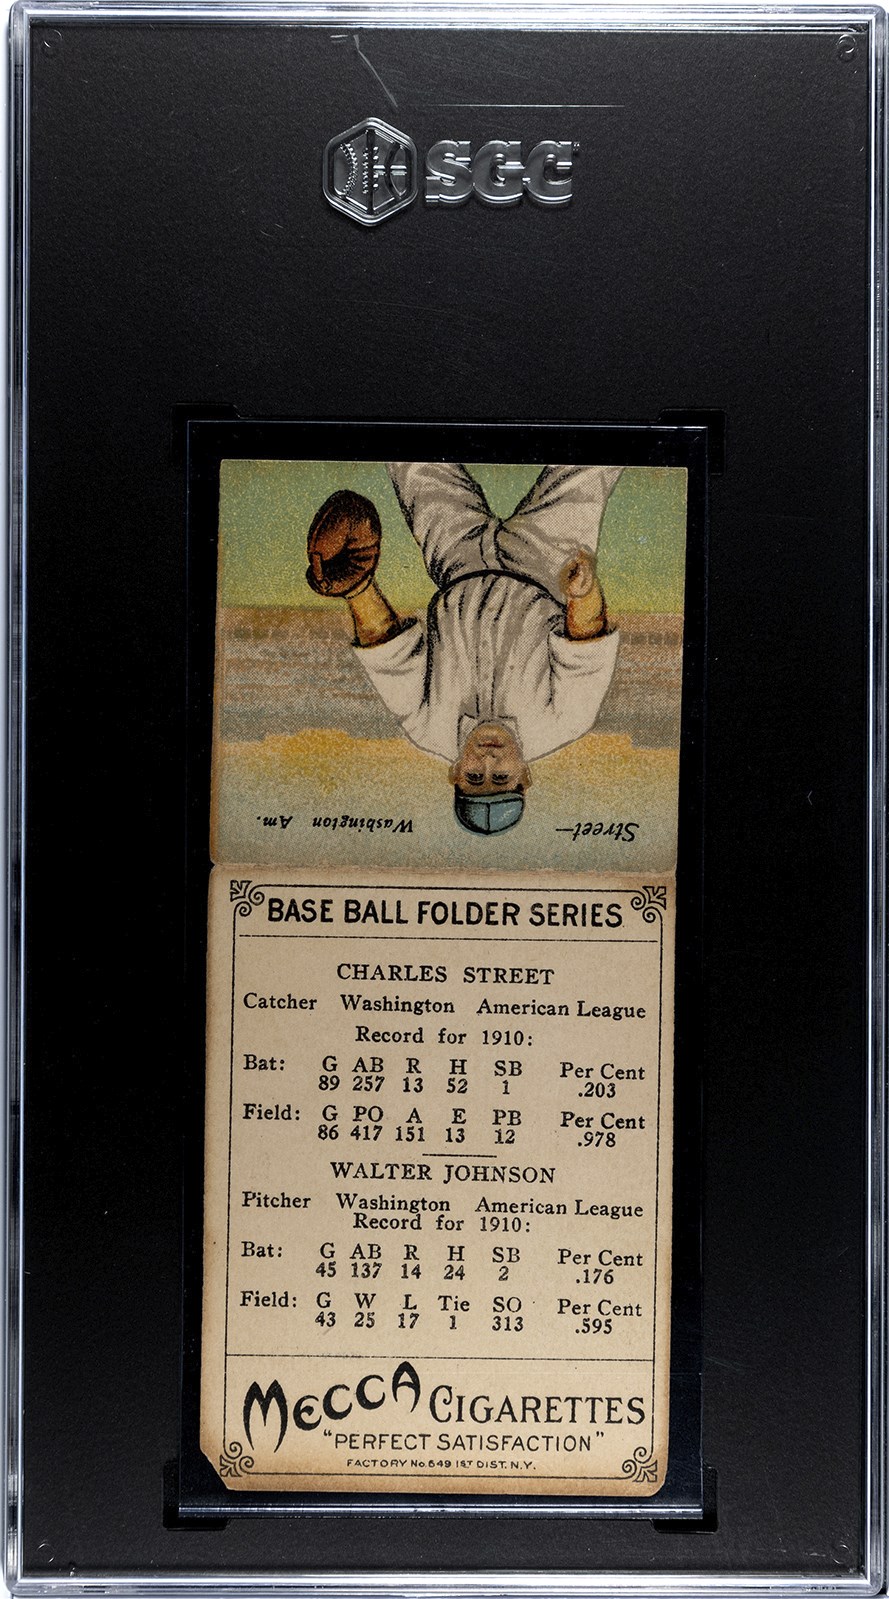 SGC
Street— Washington Am.
BASE BALL FOLDER SERIES
CHARLES STREET
Catcher Washington American League
Record for 1910:
Bat: G AB R H SB Per Cent
89 257 13 52 1 .203
Field: G PO A E PB Per Cent
86 417 151 13 12 .978
WALTER JOHNSON
Pitcher Washington American League
Record for 1910:
Bat: G AB R H SB Per Cent
45 137 14 24 2 .176
Field: G W L Tie SO Per Cent
43 25 17 1 313 .595
MECCA CIGARETTES
"PERFECT SATISFACTION"
FACTORY No. 649 1ST DIST. N.Y.